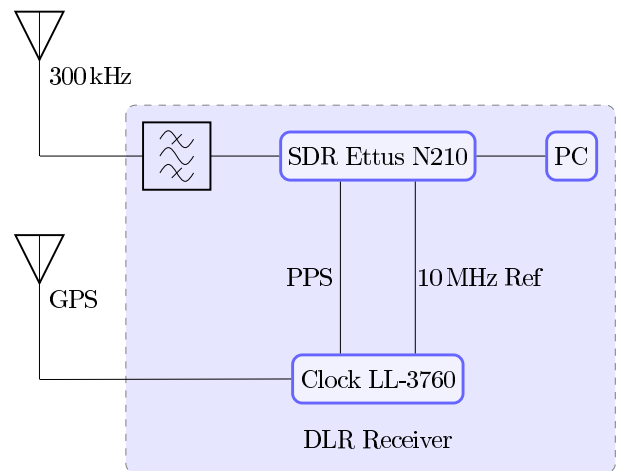 300 kHz
SDR Ettus N210
PC
PPS
10 MHz Ref
GPS
Clock LL-3760
DLR Receiver